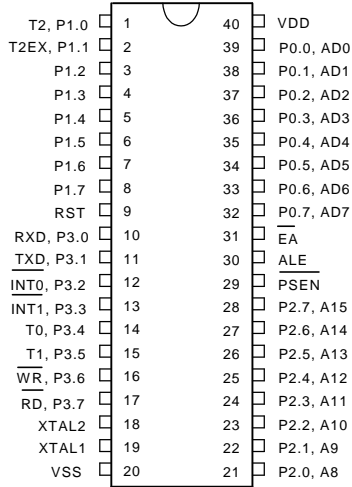 T2, P1.0 1 40 VDD
T2EX, P1.1 2 39 P0.0, AD0
P1.2 3 38 P0.1, AD1
P1.3 4 37 P0.2, AD2
P1.4 5 36 P0.3, AD3
P1.5 6 35 P0.4, AD4
P1.6 7 34 P0.5, AD5
P1.7 8 33 P0.6, AD6
RST 9 32 P0.7, AD7
RXD, P3.0 10 31 EA
TXD, P3.1 11 30 ALE
INT0, P3.2 12 29 PSEN
INT1, P3.3 13 28 P2.7, A15
T0, P3.4 14 27 P2.6, A14
T1, P3.5 15 26 P2.5, A13
WR, P3.6 16 25 P2.4, A12
RD, P3.7 17 24 P2.3, A11
XTAL2 18 23 P2.2, A10
XTAL1 19 22 P2.1, A9
VSS 20 21 P2.0, A8